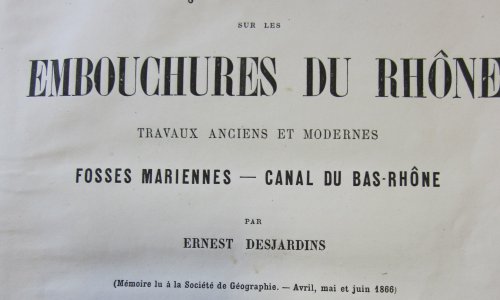 SUR LES
EMBOUCHURES DU RHÔNE
TRAVAUX ANCIENS ET MODERNES
FOSSES MARIENNES — CANAL DU BAS-RHÔNE
PAR
ERNEST DESJARDINS
(Mémoire lu à la Société de Géographie. — Avril, mai et juin 1866)